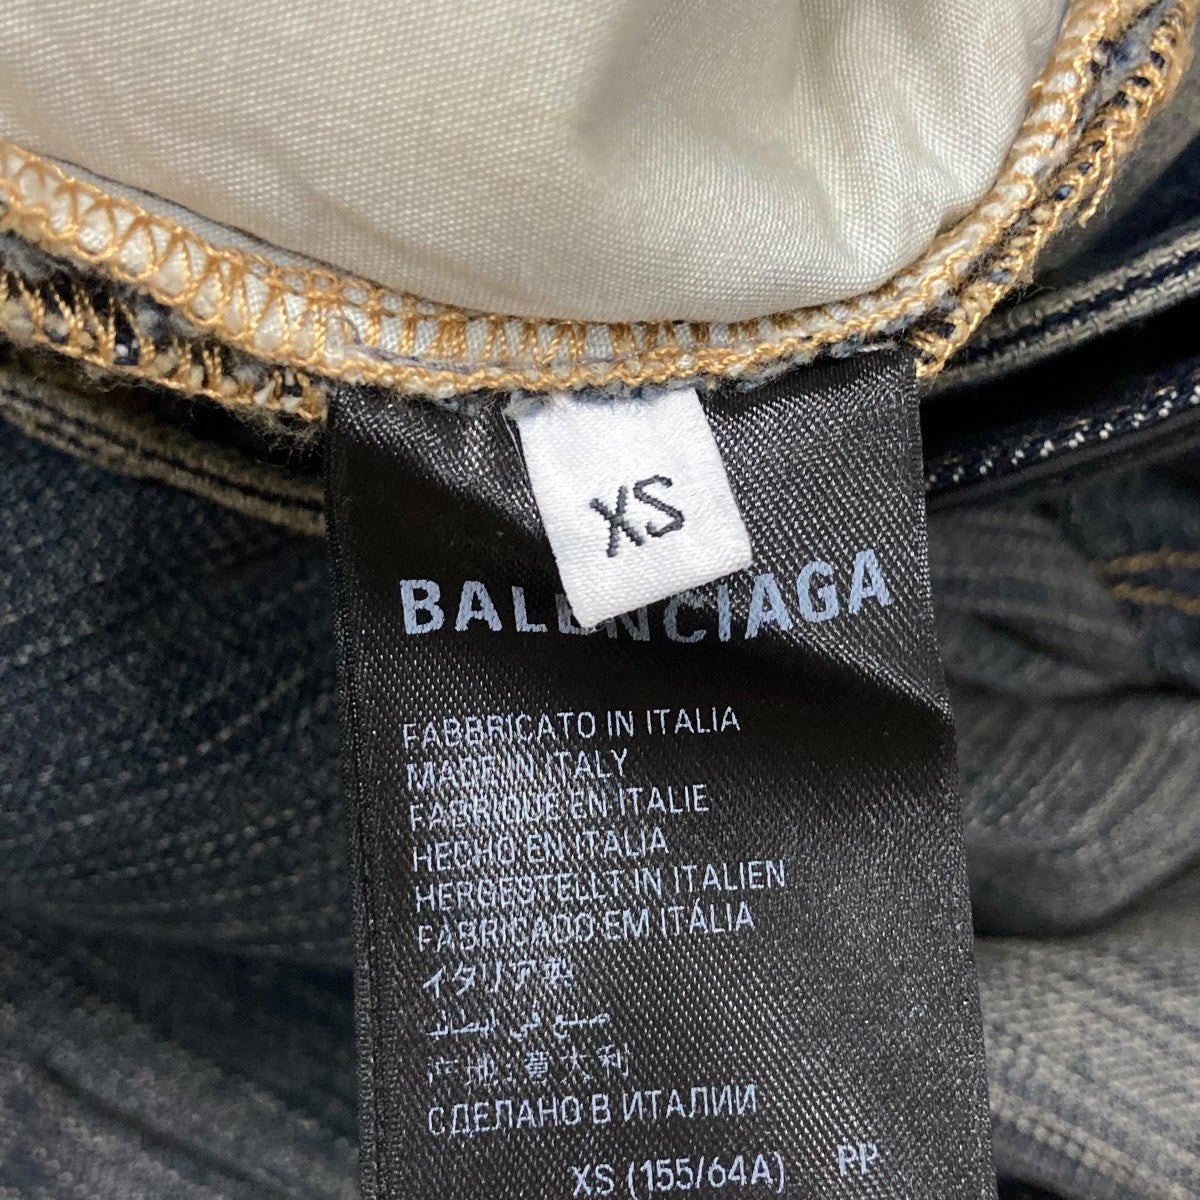 XS
BALENCIAGA
FABBRICATO IN ITALIA
MADE IN ITALY
FABRIQUE EN ITALIE
HECHO EN ITALIA
HERGESTELLT IN ITALIEN
FABRICADO EM ITÁLIA
イタリア製
صنع في إيطاليا
产地:意大利
СДЕЛАНО В ИТАЛИИ
XS (155/64A) PP